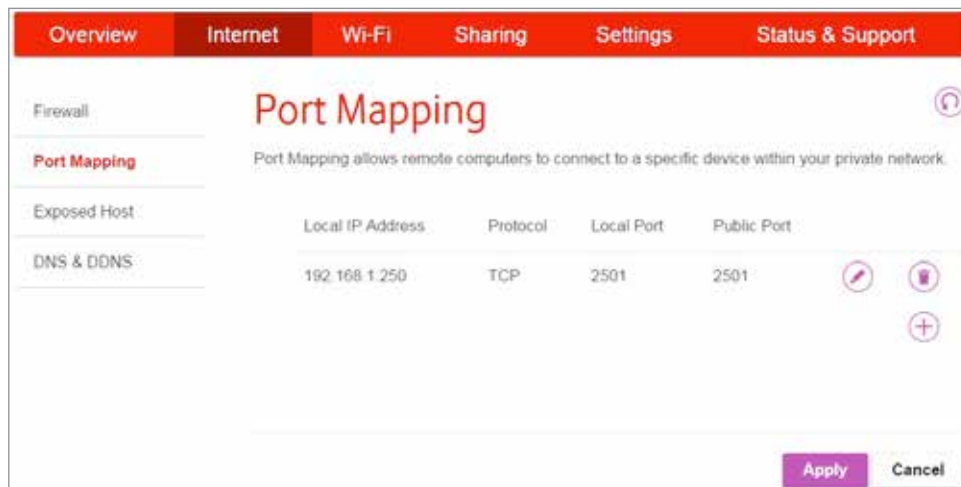 Overview Internet Wi-Fi Sharing Settings Status & Support
Firewall
Port Mapping
Exposed Host
DNS & DDNS
Port Mapping
Port Mapping allows remote computers to connect to a specific device within your private network.
Local IP Address Protocol Local Port Public Port
192.168.1.250 TCP 2501 2501
Apply Cancel